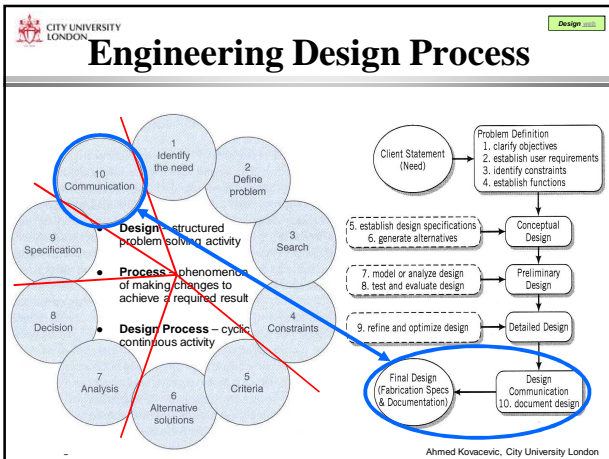 CITY UNIVERSITY
LONDON
Design web
Engineering Design Process
1
Identify
the need
2
Define
problem
3
Search
4
Constraints
5
Criteria
6
Alternative
solutions
7
Analysis
8
Decision
9
Specification
10
Communication
• Design – structured
problem solving activity
• Process – phenomenon
of making changes to
achieve a required result
• Design Process – cyclic
continuous activity
Client Statement
(Need)
Problem Definition
1. clarify objectives
2. establish user requirements
3. identify constraints
4. establish functions
5. establish design specifications
6. generate alternatives
Conceptual
Design
7. model or analyze design
8. test and evaluate design
Preliminary
Design
9. refine and optimize design
Detailed Design
Final Design
(Fabrication Specs
& Documentation)
Design
Communication
10. document design
Ahmed Kovacevic, City University London